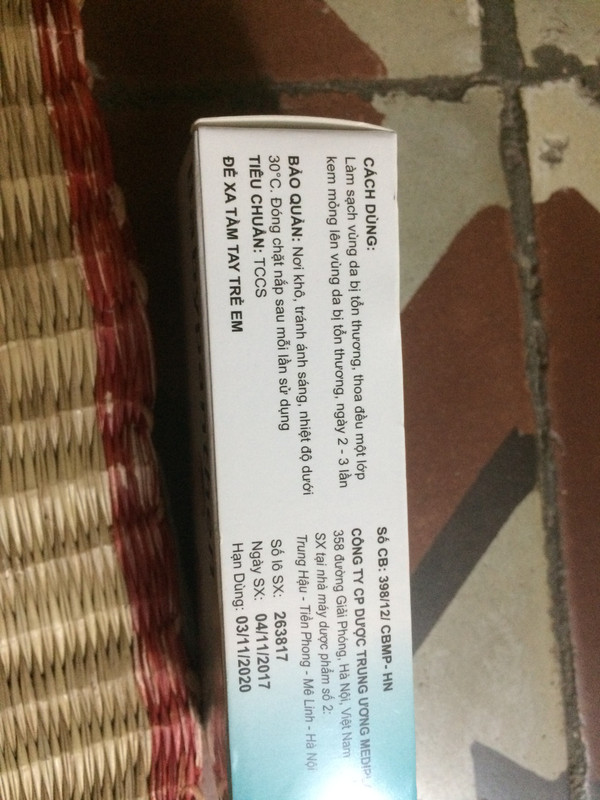 CÁCH DÙNG:
Làm sạch vùng da bị tổn thương, thoa đều một lớp
kem mỏng lên vùng da bị tổn thương, ngày 2 - 3 lần
BẢO QUẢN: Nơi khô, tránh ánh sáng, nhiệt độ dưới
30°C. Đóng chặt nắp sau mỗi lần sử dụng
TIÊU CHUẨN: TCCS
ĐỂ XA TẦM TAY TRẺ EM
Số CB: 398/12/ CBMP- HN
CÔNG TY CP DƯỢC TRUNG ƯƠNG
358 đường Giải Phóng, Hà Nội, Việt Nam
SX tại nhà máy dược phẩm số 2:
Trung Hậu - Tiền Phong - Mê Linh - Hà Nội
Số lô SX: 263817
Ngày SX: 04/11/2017
Hạn Dùng: 03/11/2020